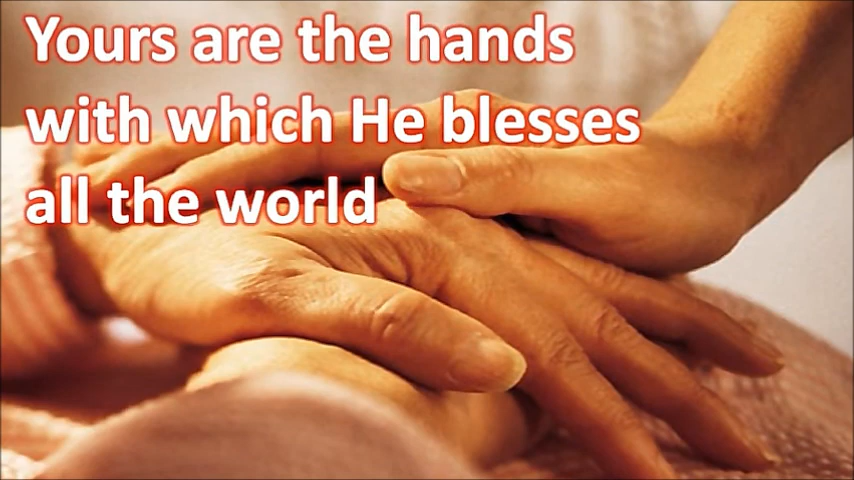 Yours are the hands
with which He blesses
all the world